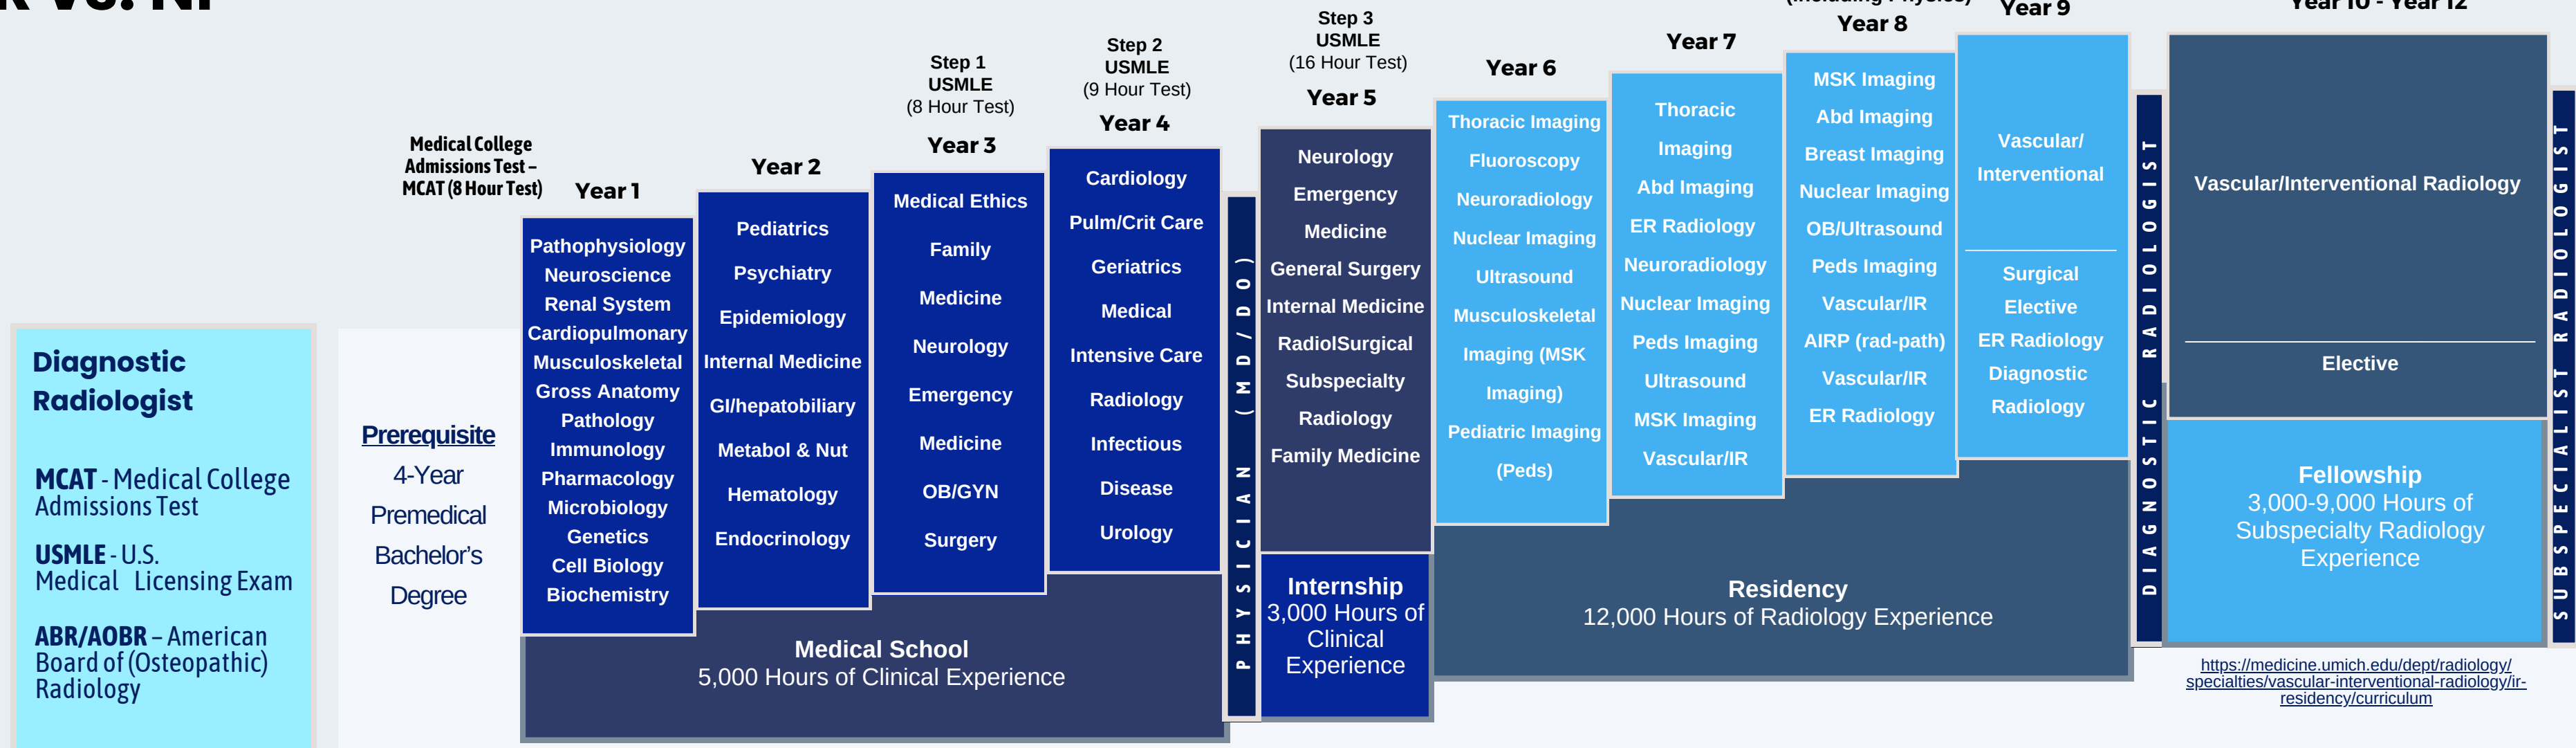 Diagnostic
Radiologist
MCAT - Medical College
Admissions Test
USMLE - U.S.
Medical Licensing Exam
ABR/AOBR – American
Board of (Osteopathic)
Radiology
Prerequisite
4-Year
Premedical
Bachelor’s
Degree
Medical College
Admissions Test –
MCAT (8 Hour Test)
Year 1
Pathophysiology
Neuroscience
Renal System
Cardiopulmonary
Musculoskeletal
Gross Anatomy
Pathology
Immunology
Pharmacology
Microbiology
Genetics
Cell Biology
Biochemistry
Year 2
Pediatrics
Psychiatry
Epidemiology
Internal Medicine
GI/hepatobiliary
Metabol & Nut
Hematology
Endocrinology
Step 1
USMLE
(8 Hour Test)
Year 3
Medical Ethics
Family
Medicine
Neurology
Emergency
Medicine
OB/GYN
Surgery
Step 2
USMLE
(9 Hour Test)
Year 4
Cardiology
Pulm/Crit Care
Geriatrics
Medical
Intensive Care
Radiology
Infectious
Disease
Urology
Medical School
5,000 Hours of Clinical Experience
PHYSICIAN (MD/DO)
Step 3
USMLE
(16 Hour Test)
Year 5
Neurology
Emergency
Medicine
General Surgery
Internal Medicine
RadiolSurgical
Subspecialty
Radiology
Family Medicine
Internship
3,000 Hours of
Clinical
Experience
Year 6
Thoracic Imaging
Fluoroscopy
Neuroradiology
Nuclear Imaging
Ultrasound
Musculoskeletal
Imaging (MSK
Imaging)
Pediatric Imaging
(Peds)
Year 7
Thoracic
Imaging
Abd Imaging
ER Radiology
Neuroradiology
Nuclear Imaging
Peds Imaging
Ultrasound
MSK Imaging
Vascular/IR
(including Physics)
Year 8
MSK Imaging
Abd Imaging
Breast Imaging
Nuclear Imaging
OB/Ultrasound
Peds Imaging
Vascular/IR
AIRP (rad-path)
Vascular/IR
ER Radiology
Year 9
Vascular/
Interventional
Surgical
Elective
ER Radiology
Diagnostic
Radiology
Residency
12,000 Hours of Radiology Experience
DIAGNOSTIC RADIOLOGIST
Year 10 - Year 12
Vascular/Interventional Radiology
Elective
Fellowship
3,000-9,000 Hours of
Subspecialty Radiology
Experience
SUBSPECIALIST RADIOLOGIST
https://medicine.umich.edu/dept/radiology/
specialties/vascular-interventional-radiology/ir-
residency/curriculum